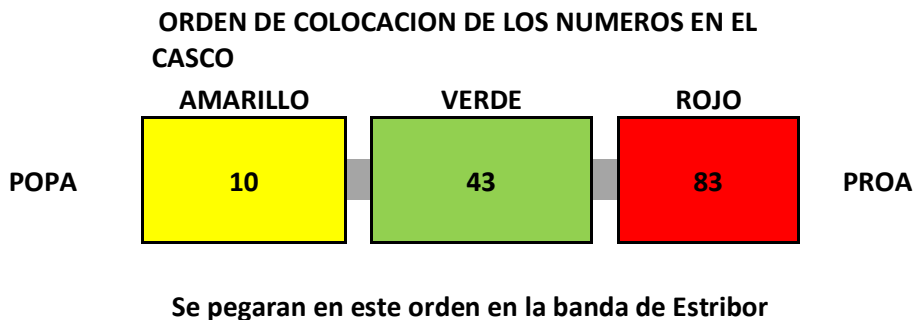 ORDEN DE COLOCACION DE LOS NUMEROS EN EL
CASCO
AMARILLO VERDE ROJO
POPA 10 43 83 PROA
Se pegaran en este orden en la banda de Estribor